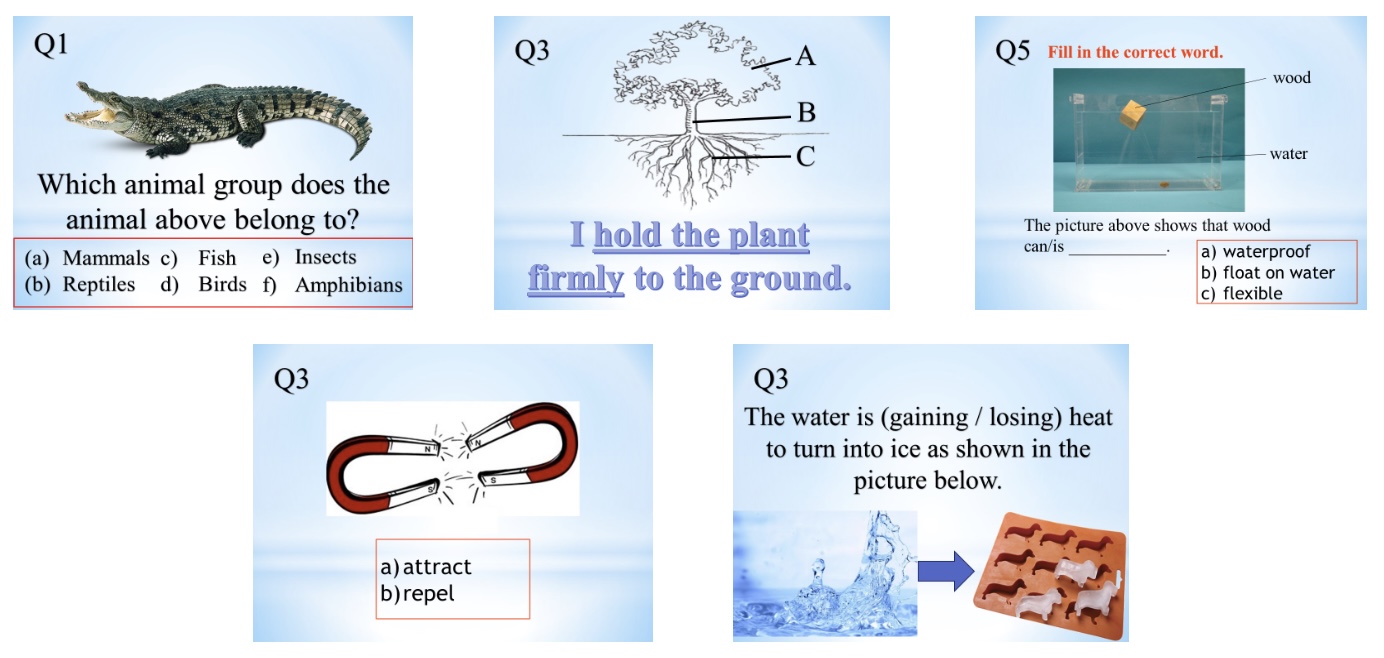 Q1
Which animal group does the
animal above belong to?
(a) Mammals c) Fish e) Insects
(b) Reptiles d) Birds f) Amphibians
Q3
A
B
C
I hold the plant
firmly to the ground.
Q5 Fill in the correct word.
wood
water
The picture above shows that wood
can/is ____________.
a) waterproof
b) float on water
c) flexible
Q3
N
N
S
S
a) attract
b) repel
Q3
The water is (gaining / losing) heat
to turn into ice as shown in the
picture below.